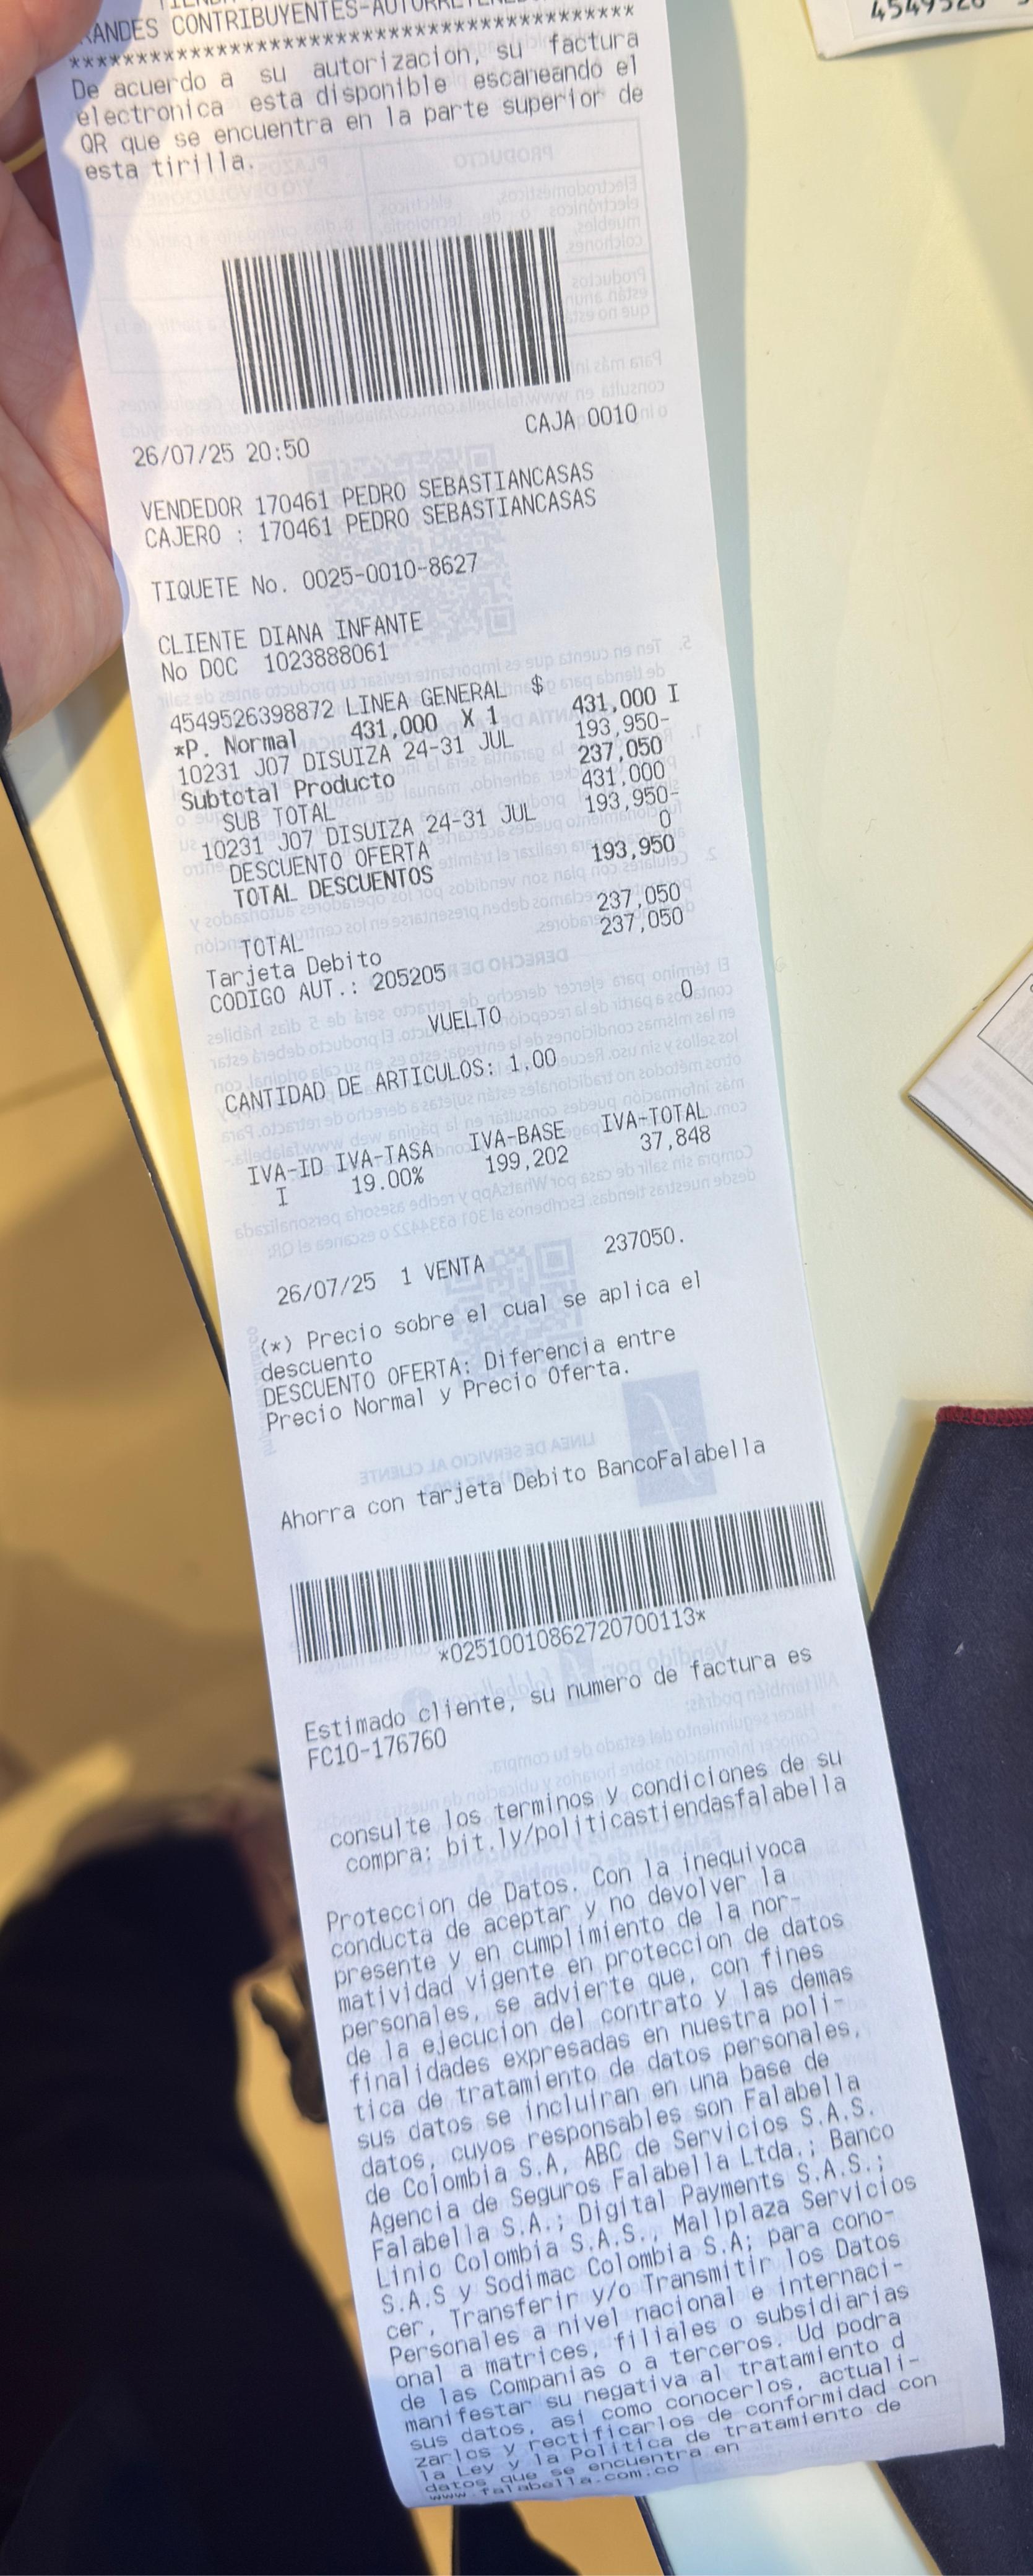 CONTRIBUYENTES-
******************************************
De acuerdo a su autorizacion, su factura
electronica esta disponible escaneando el
QR que se encuentra en la parte superior de
esta tirilla.
CAJA 0010
26/07/25 20:50
VENDEDOR 170461 PEDRO SEBASTIANCASAS
CAJERO : 170461 PEDRO SEBASTIANCASAS
TIQUETE No. 0025-0010-8627
CLIENTE DIANA INFANTE
No DOC 1023888061
4549526398872 LINEA GENERAL $ 431,000 I
*P. Normal 431,000 X 1 193,950-
10231 J07 DISUIZA 24-31 JUL 237,050
Subtotal Producto 431,000
SUB TOTAL 193,950-
10231 J07 DISUIZA 24-31 JUL 0
DESCUENTO OFERTA 193,950
TOTAL DESCUENTOS
TOTAL 237,050
Tarjeta Debito 237,050
CODIGO AUT.: 205205
VUELTO 0
CANTIDAD DE ARTICULOS: 1.00
IVA-ID IVA-TASA IVA-BASE IVA-TOTAL
I 19.00% 199,202 37,848
26/07/25 1 VENTA 237050.
(*) Precio sobre el cual se aplica el
descuento
DESCUENTO OFERTA: Diferencia entre
Precio Normal y Precio Oferta.
Ahorra con tarjeta Debito BancoFalabella
*02510010862720700113*
Estimado cliente, su numero de factura es
FC10-176760
consulte los terminos y condiciones de su
compra: bit.ly/politicastiendasfalabella
Proteccion de Datos. Con la inequivoca
conducta de aceptar y no devolver la
presente y en cumplimiento de la nor-
matividad vigente en proteccion de datos
personales, se advierte que, con fines
de la ejecucion del contrato y las demas
finalidades expresadas en nuestra poli-
tica de tratamiento de datos personales,
sus datos se incluiran en una base de
datos, cuyos responsables son Falabella
de Colombia S.A, ABC de Servicios S.A.S.
Agencia de Seguros Falabella Ltda.; Banco
Falabella S.A.; Digital Payments S.A.S.;
Linio Colombia S.A.S., Mallplaza Servicios
S.A.S y Sodimac Colombia S.A; para cono-
cer, Transferir y/o Transmitir los Datos
Personales a nivel nacional e internaci-
onal a matrices, filiales o subsidiarias
de las Companias o a terceros. Ud podra
manifestar su negativa al tratamiento d
sus datos, asi como conocerlos, actuali-
zarlos y rectificarlos de conformidad con
la Ley y la Politica de tratamiento de
datos que se encuentra en
www.falabella.com.co